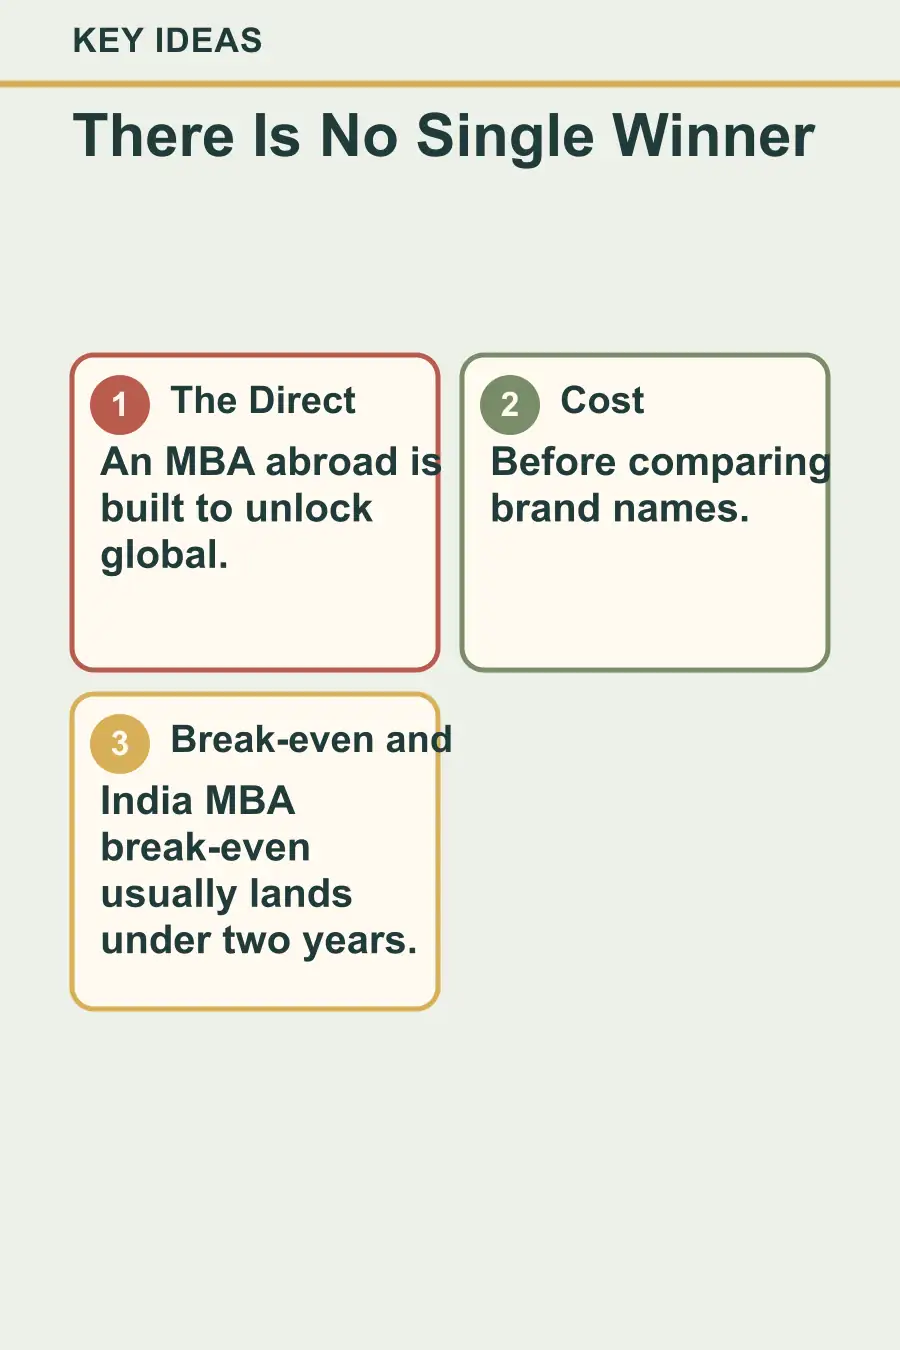 KEY IDEAS
There Is No Single Winner
1
The Direct
An MBA abroad is
built to unlock
global.
2
Cost
Before comparing
brand names.
3
Break-even and
India MBA
break-even
usually lands
under two years.